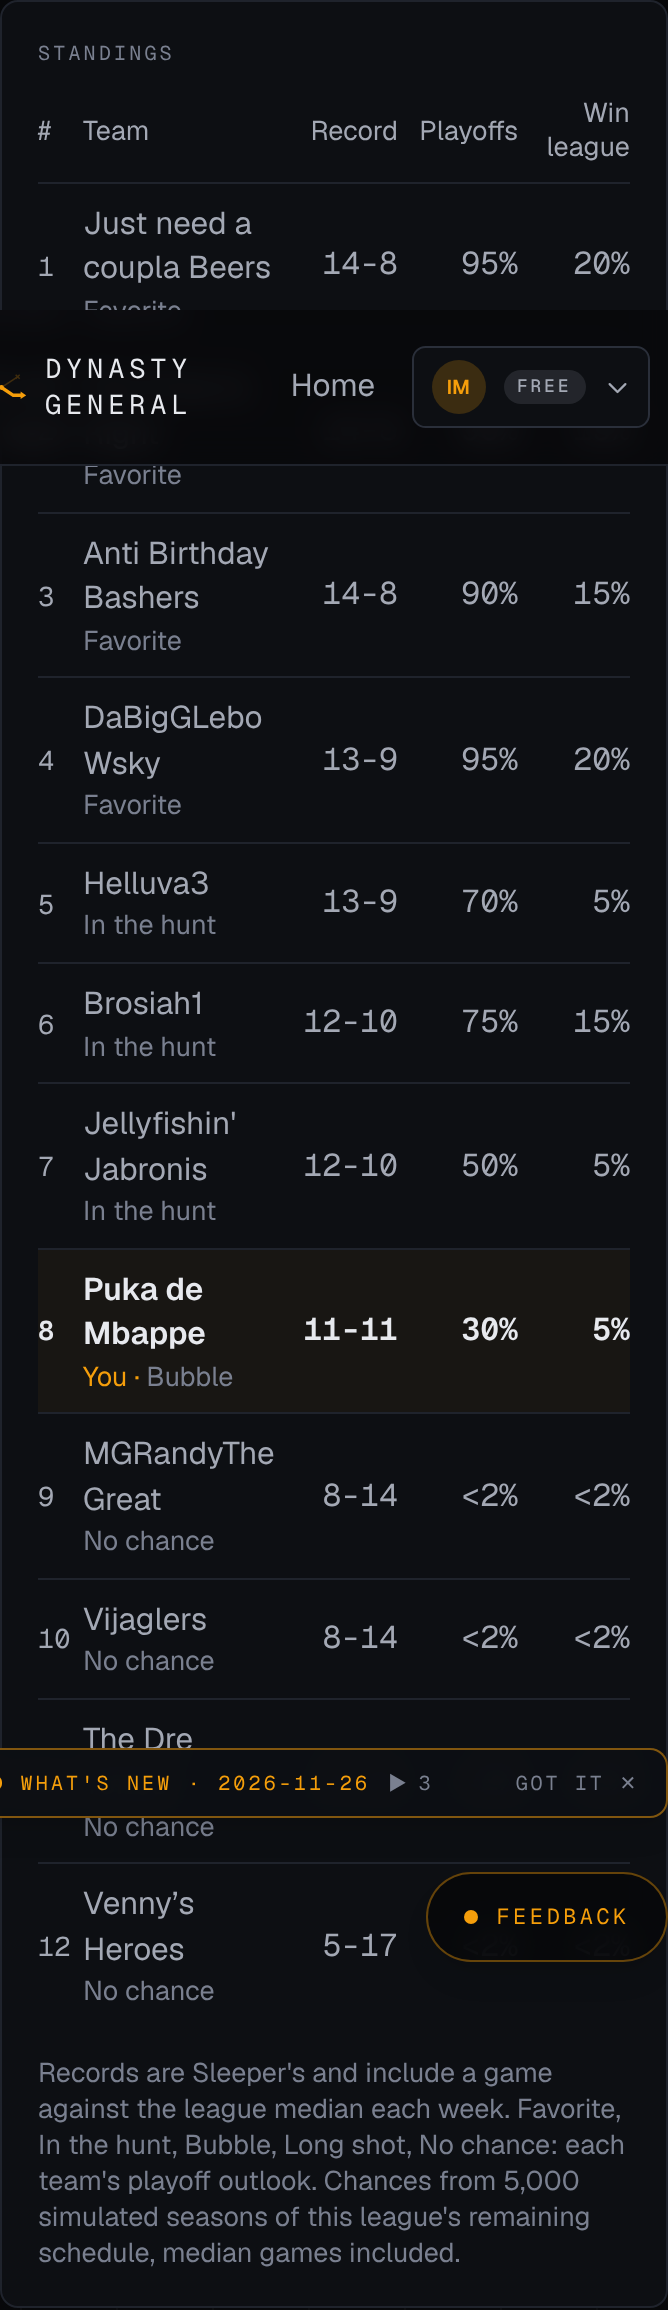 STANDINGS
# Team Record Playoffs Win league
1 Just need a coupla Beers 14-8 95% 20%
Favorite
DYNASTY GENERAL Home IM FREE
Favorite
3 Anti Birthday Bashers 14-8 90% 15%
Favorite
4 DaBigGLebo Wsky 13-9 95% 20%
Favorite
5 Helluva3 13-9 70% 5%
In the hunt
6 Brosiah1 12-10 75% 15%
In the hunt
7 Jellyfishin' Jabronis 12-10 50% 5%
In the hunt
8 Puka de Mbappe 11-11 30% 5%
You · Bubble
9 MGRandyThe Great 8-14 <2% <2%
No chance
10 Vijaglers 8-14 <2% <2%
No chance
The Dre
WHAT'S NEW · 2026-11-26 ▶ 3 GOT IT ×
No chance
12 Venny’s Heroes 5-17
FEEDBACK
No chance
Records are Sleeper's and include a game
against the league median each week. Favorite,
In the hunt, Bubble, Long shot, No chance: each
team's playoff outlook. Chances from 5,000
simulated seasons of this league's remaining
schedule, median games included.